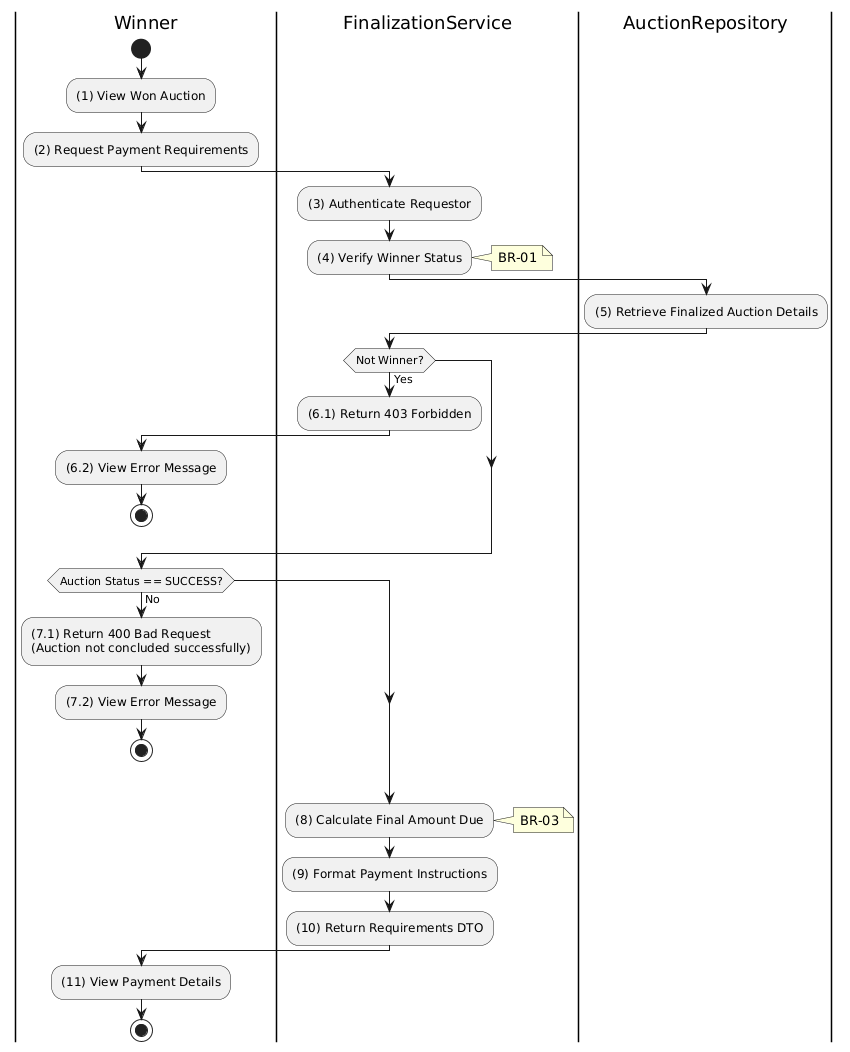 Winner
FinalizationService
AuctionRepository
(1) View Won Auction
(2) Request Payment Requirements
(3) Authenticate Requestor
(4) Verify Winner Status
BR-01
(5) Retrieve Finalized Auction Details
Not Winner?
Yes
(6.1) Return 403 Forbidden
(6.2) View Error Message
Auction Status == SUCCESS?
No
(7.1) Return 400 Bad Request
(Auction not concluded successfully)
(7.2) View Error Message
(8) Calculate Final Amount Due
BR-03
(9) Format Payment Instructions
(10) Return Requirements DTO
(11) View Payment Details